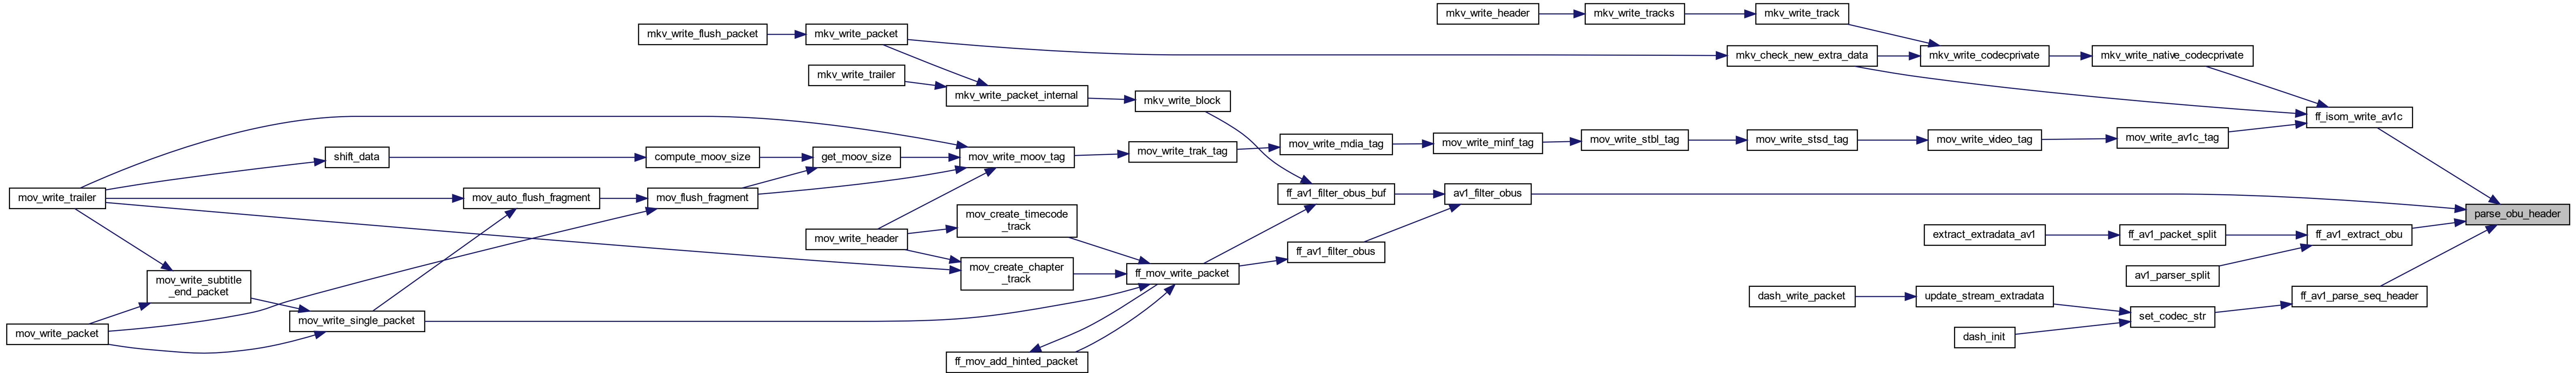 mkv_write_header
mkv_write_tracks
mkv_write_track
mkv_write_flush_packet
mkv_write_packet
mkv_check_new_extra_data
mkv_write_codecprivate
mkv_write_native_codecprivate
mkv_write_trailer
mkv_write_packet_internal
mkv_write_block
ff_isom_write_av1c
mov_write_mdia_tag
mov_write_minf_tag
mov_write_stbl_tag
mov_write_stsd_tag
mov_write_video_tag
mov_write_av1c_tag
shift_data
compute_moov_size
get_moov_size
mov_write_moov_tag
mov_write_trak_tag
mov_write_trailer
mov_auto_flush_fragment
mov_flush_fragment
ff_av1_filter_obus_buf
av1_filter_obus
parse_obu_header
mov_create_timecode
_track
mov_write_header
extract_extradata_av1
ff_av1_packet_split
ff_av1_extract_obu
ff_av1_filter_obus
mov_create_chapter
_track
ff_mov_write_packet
av1_parser_split
mov_write_subtitle
_end_packet
dash_write_packet
update_stream_extradata
ff_av1_parse_seq_header
mov_write_packet
mov_write_single_packet
set_codec_str
dash_init
ff_mov_add_hinted_packet